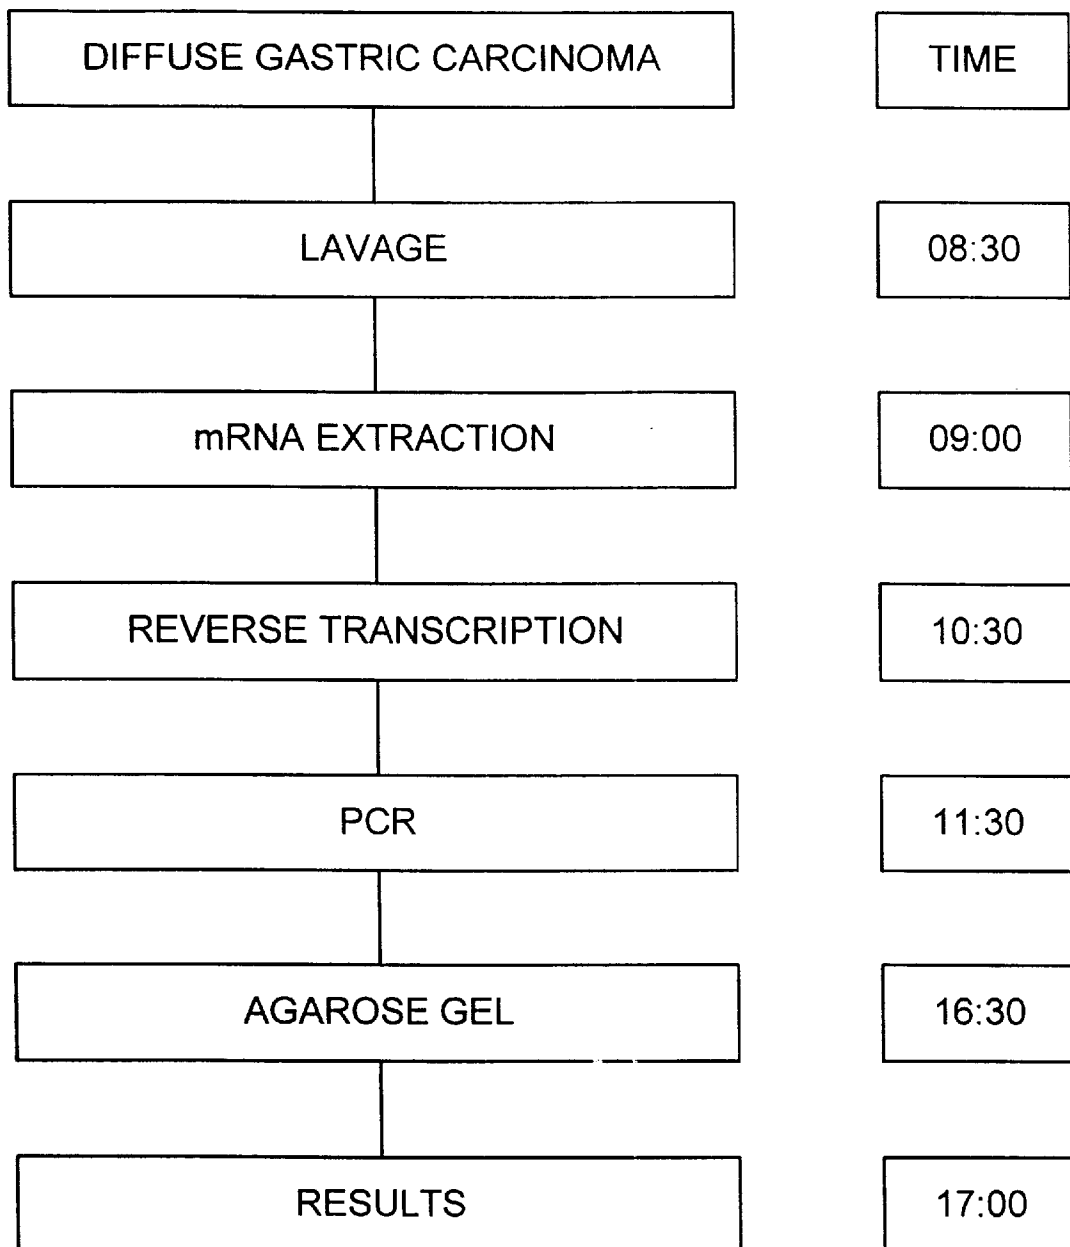 DIFFUSE GASTRIC CARCINOMA
TIME
LAVAGE
08:30
mRNA EXTRACTION
09:00
REVERSE TRANSCRIPTION
10:30
PCR
11:30
AGAROSE GEL
16:30
RESULTS
17:00